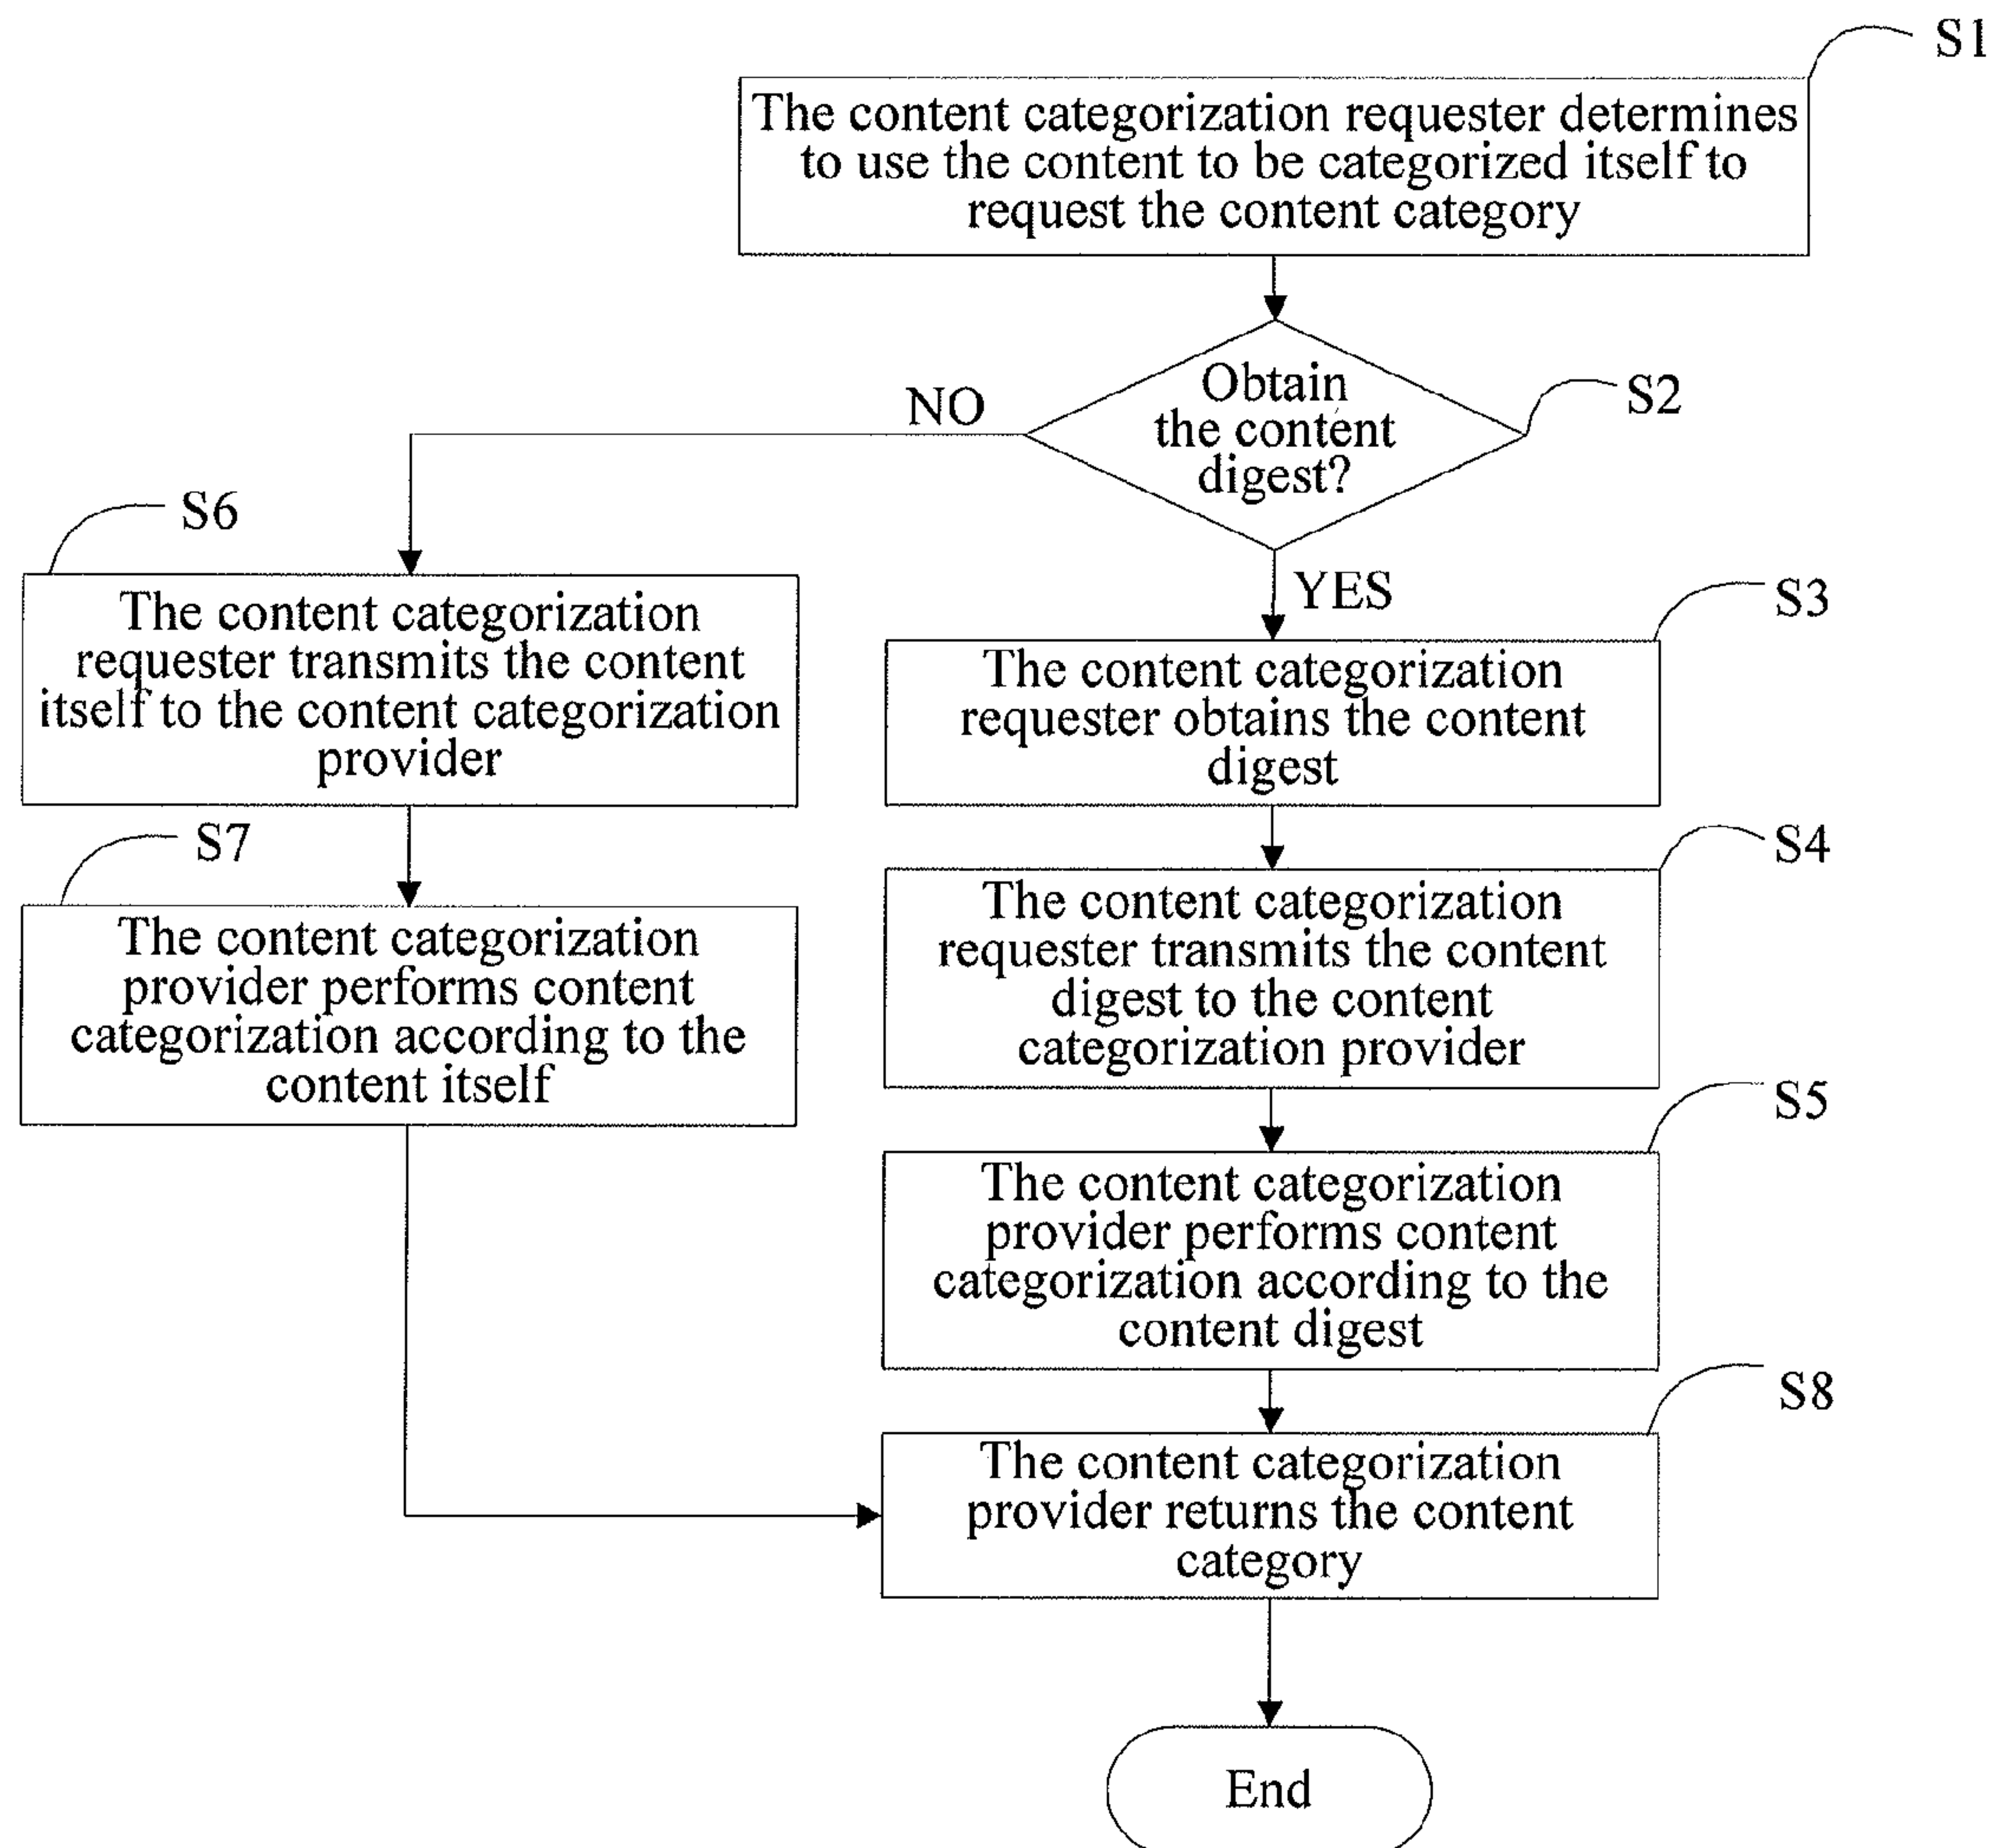 S1
The content categorization requester determines
to use the content to be categorized itself to
request the content category
Obtain
the content
digest?
S2
NO
YES
S6
The content categorization
requester transmits the content
itself to the content categorization
provider
S3
The content categorization
requester obtains the content
digest
S7
The content categorization
provider performs content
categorization according to the
content itself
S4
The content categorization
requester transmits the content
digest to the content
categorization provider
S5
The content categorization
provider performs content
categorization according to the
content digest
S8
The content categorization
provider returns the content
category
End